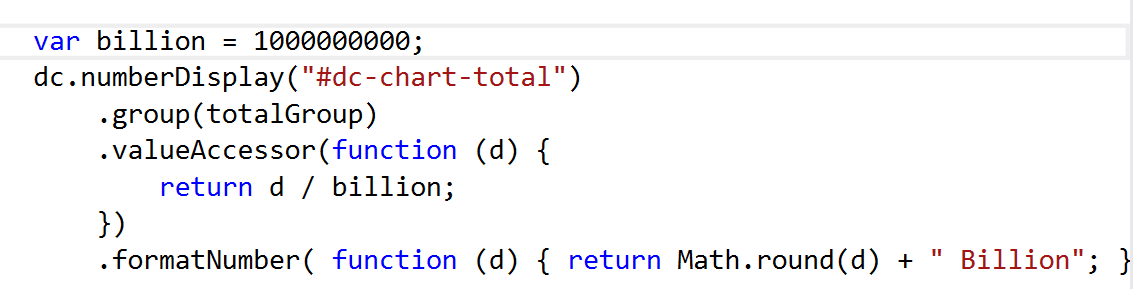 var billion = 1000000000;
dc.numberDisplay("#dc-chart-total")
    .group(totalGroup)
    .valueAccessor(function (d) {
        return d / billion;
    })
    .formatNumber( function (d) { return Math.round(d) + " Billion"; }